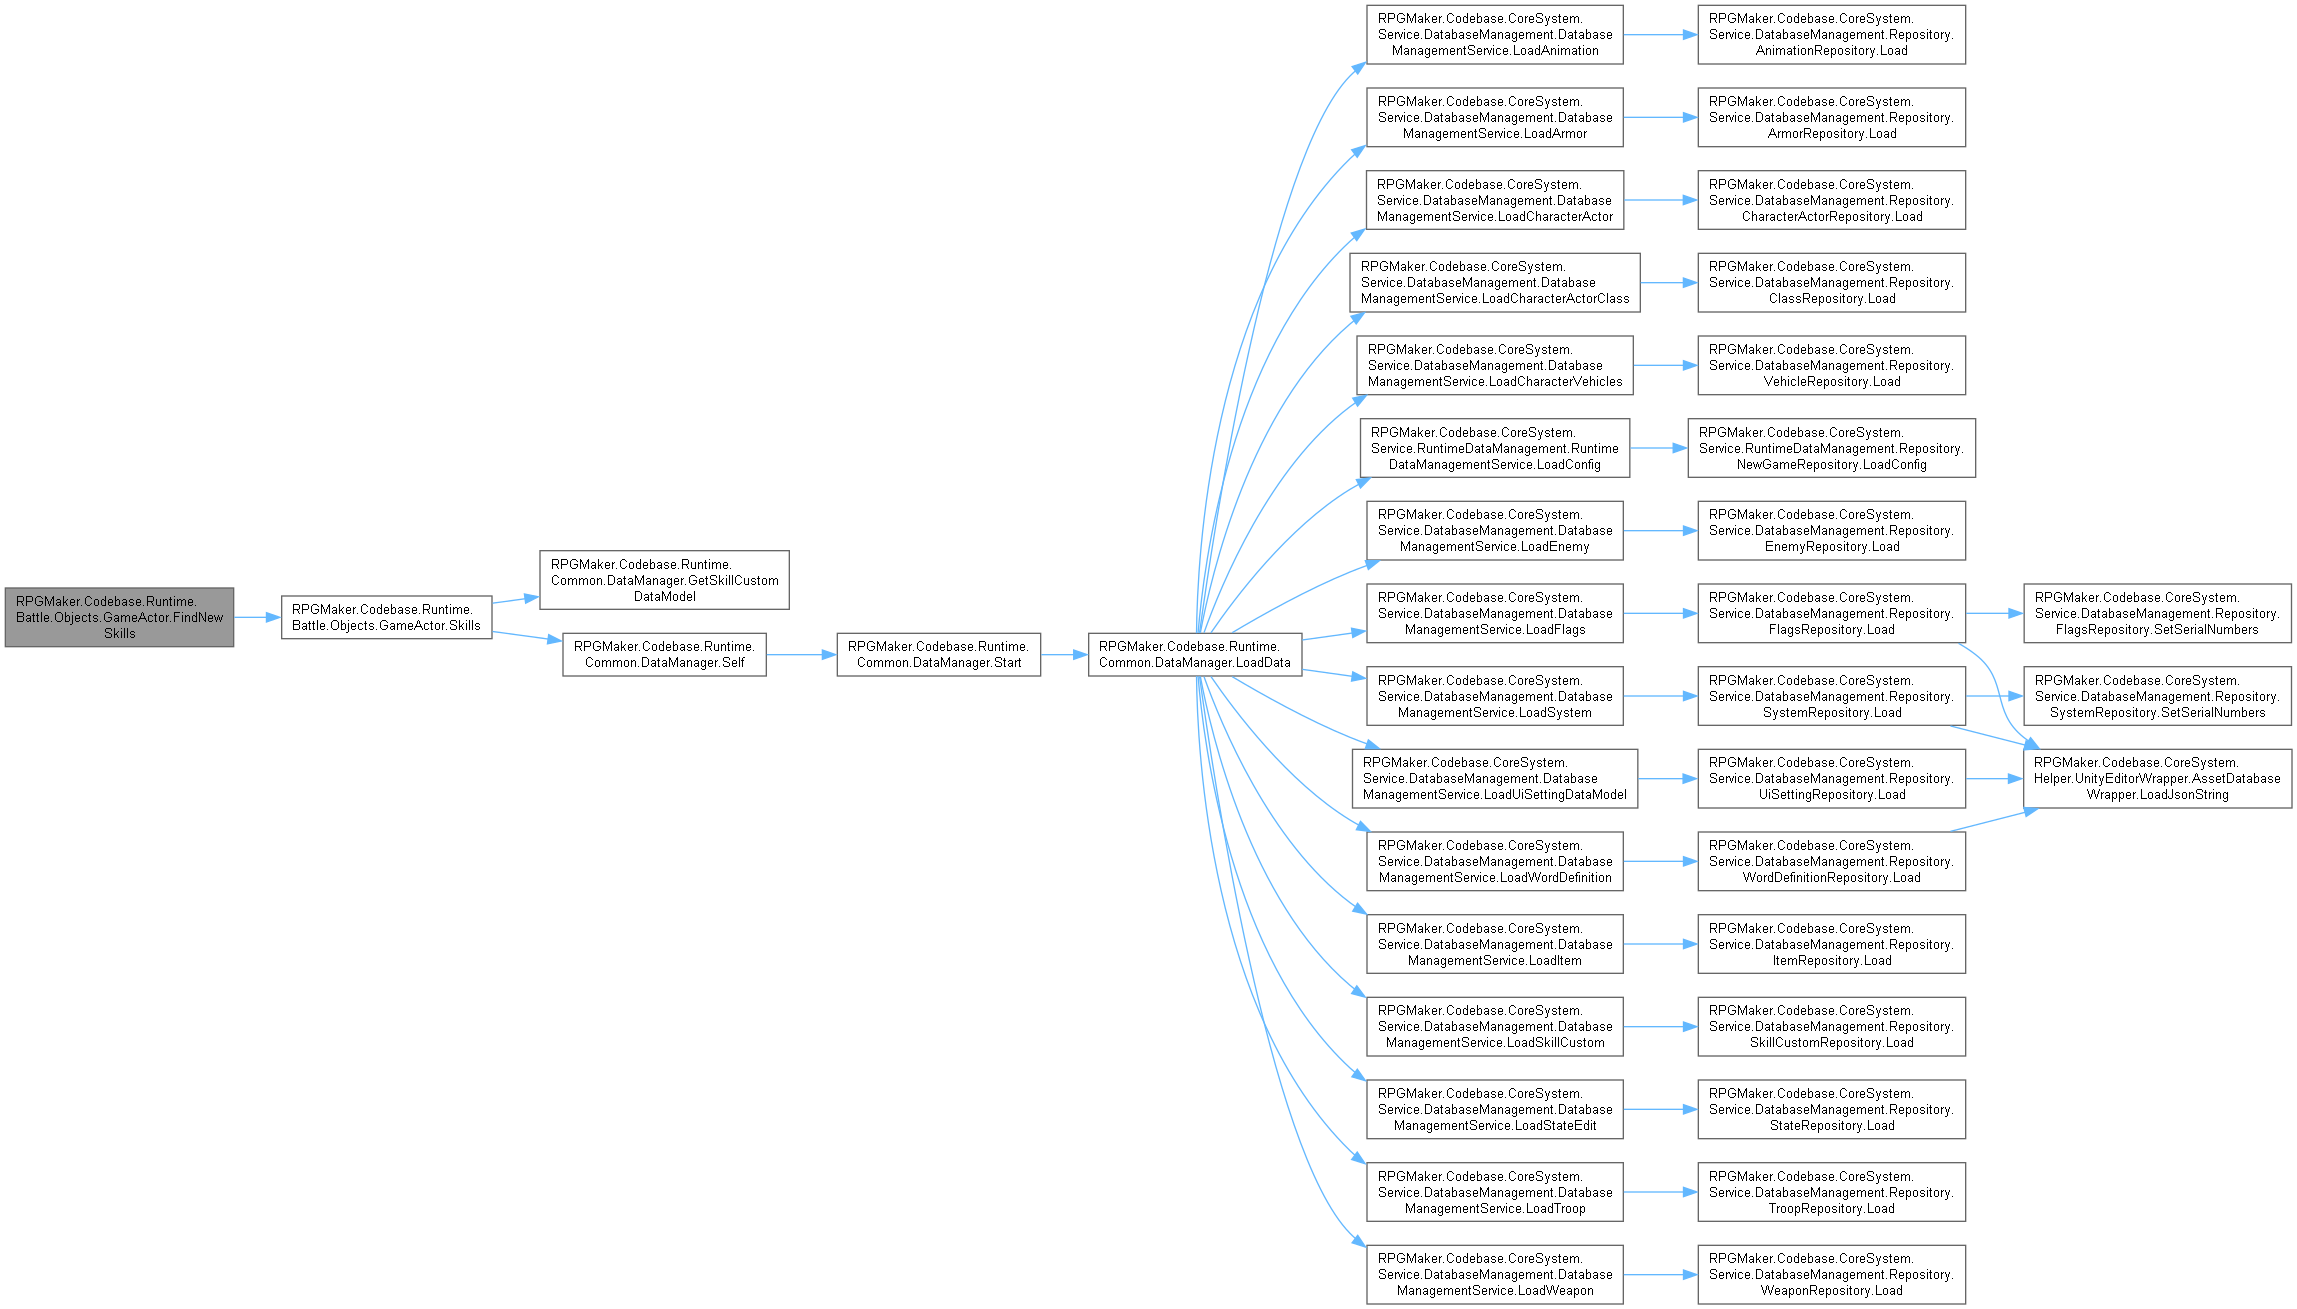 RPGMaker.Codebase.Runtime.
Battle.Objects.GameActor.FindNew
Skills
RPGMaker.Codebase.Runtime.
Battle.Objects.GameActor.Skills
RPGMaker.Codebase.Runtime.
Common.DataManager.GetSkillCustom
DataModel
RPGMaker.Codebase.Runtime.
Common.DataManager.Self
RPGMaker.Codebase.Runtime.
Common.DataManager.Start
RPGMaker.Codebase.Runtime.
Common.DataManager.LoadData
RPGMaker.Codebase.CoreSystem.
Service.DatabaseManagement.Database
ManagementService.LoadAnimation
RPGMaker.Codebase.CoreSystem.
Service.DatabaseManagement.Repository.
AnimationRepository.Load
RPGMaker.Codebase.CoreSystem.
Service.DatabaseManagement.Database
ManagementService.LoadArmor
RPGMaker.Codebase.CoreSystem.
Service.DatabaseManagement.Repository.
ArmorRepository.Load
RPGMaker.Codebase.CoreSystem.
Service.DatabaseManagement.Database
ManagementService.LoadCharacterActor
RPGMaker.Codebase.CoreSystem.
Service.DatabaseManagement.Repository.
CharacterActorRepository.Load
RPGMaker.Codebase.CoreSystem.
Service.DatabaseManagement.Database
ManagementService.LoadCharacterActorClass
RPGMaker.Codebase.CoreSystem.
Service.DatabaseManagement.Repository.
ClassRepository.Load
RPGMaker.Codebase.CoreSystem.
Service.DatabaseManagement.Database
ManagementService.LoadCharacterVehicles
RPGMaker.Codebase.CoreSystem.
Service.DatabaseManagement.Repository.
VehicleRepository.Load
RPGMaker.Codebase.CoreSystem.
Service.RuntimeDataManagement.Runtime
DataManagementService.LoadConfig
RPGMaker.Codebase.CoreSystem.
Service.RuntimeDataManagement.Repository.
NewGameRepository.LoadConfig
RPGMaker.Codebase.CoreSystem.
Service.DatabaseManagement.Database
ManagementService.LoadEnemy
RPGMaker.Codebase.CoreSystem.
Service.DatabaseManagement.Repository.
EnemyRepository.Load
RPGMaker.Codebase.CoreSystem.
Service.DatabaseManagement.Database
ManagementService.LoadFlags
RPGMaker.Codebase.CoreSystem.
Service.DatabaseManagement.Repository.
FlagsRepository.Load
RPGMaker.Codebase.CoreSystem.
Service.DatabaseManagement.Repository.
FlagsRepository.SetSerialNumbers
RPGMaker.Codebase.CoreSystem.
Service.DatabaseManagement.Database
ManagementService.LoadSystem
RPGMaker.Codebase.CoreSystem.
Service.DatabaseManagement.Repository.
SystemRepository.Load
RPGMaker.Codebase.CoreSystem.
Service.DatabaseManagement.Repository.
SystemRepository.SetSerialNumbers
RPGMaker.Codebase.CoreSystem.
Service.DatabaseManagement.Database
ManagementService.LoadUiSettingDataModel
RPGMaker.Codebase.CoreSystem.
Service.DatabaseManagement.Repository.
UiSettingRepository.Load
RPGMaker.Codebase.CoreSystem.
Helper.UnityEditorWrapper.AssetDatabase
Wrapper.LoadJsonString
RPGMaker.Codebase.CoreSystem.
Service.DatabaseManagement.Database
ManagementService.LoadWordDefinition
RPGMaker.Codebase.CoreSystem.
Service.DatabaseManagement.Repository.
WordDefinitionRepository.Load
RPGMaker.Codebase.CoreSystem.
Service.DatabaseManagement.Database
ManagementService.LoadItem
RPGMaker.Codebase.CoreSystem.
Service.DatabaseManagement.Repository.
ItemRepository.Load
RPGMaker.Codebase.CoreSystem.
Service.DatabaseManagement.Database
ManagementService.LoadSkillCustom
RPGMaker.Codebase.CoreSystem.
Service.DatabaseManagement.Repository.
SkillCustomRepository.Load
RPGMaker.Codebase.CoreSystem.
Service.DatabaseManagement.Database
ManagementService.LoadStateEdit
RPGMaker.Codebase.CoreSystem.
Service.DatabaseManagement.Repository.
StateRepository.Load
RPGMaker.Codebase.CoreSystem.
Service.DatabaseManagement.Database
ManagementService.LoadTroop
RPGMaker.Codebase.CoreSystem.
Service.DatabaseManagement.Repository.
TroopRepository.Load
RPGMaker.Codebase.CoreSystem.
Service.DatabaseManagement.Database
ManagementService.LoadWeapon
RPGMaker.Codebase.CoreSystem.
Service.DatabaseManagement.Repository.
WeaponRepository.Load